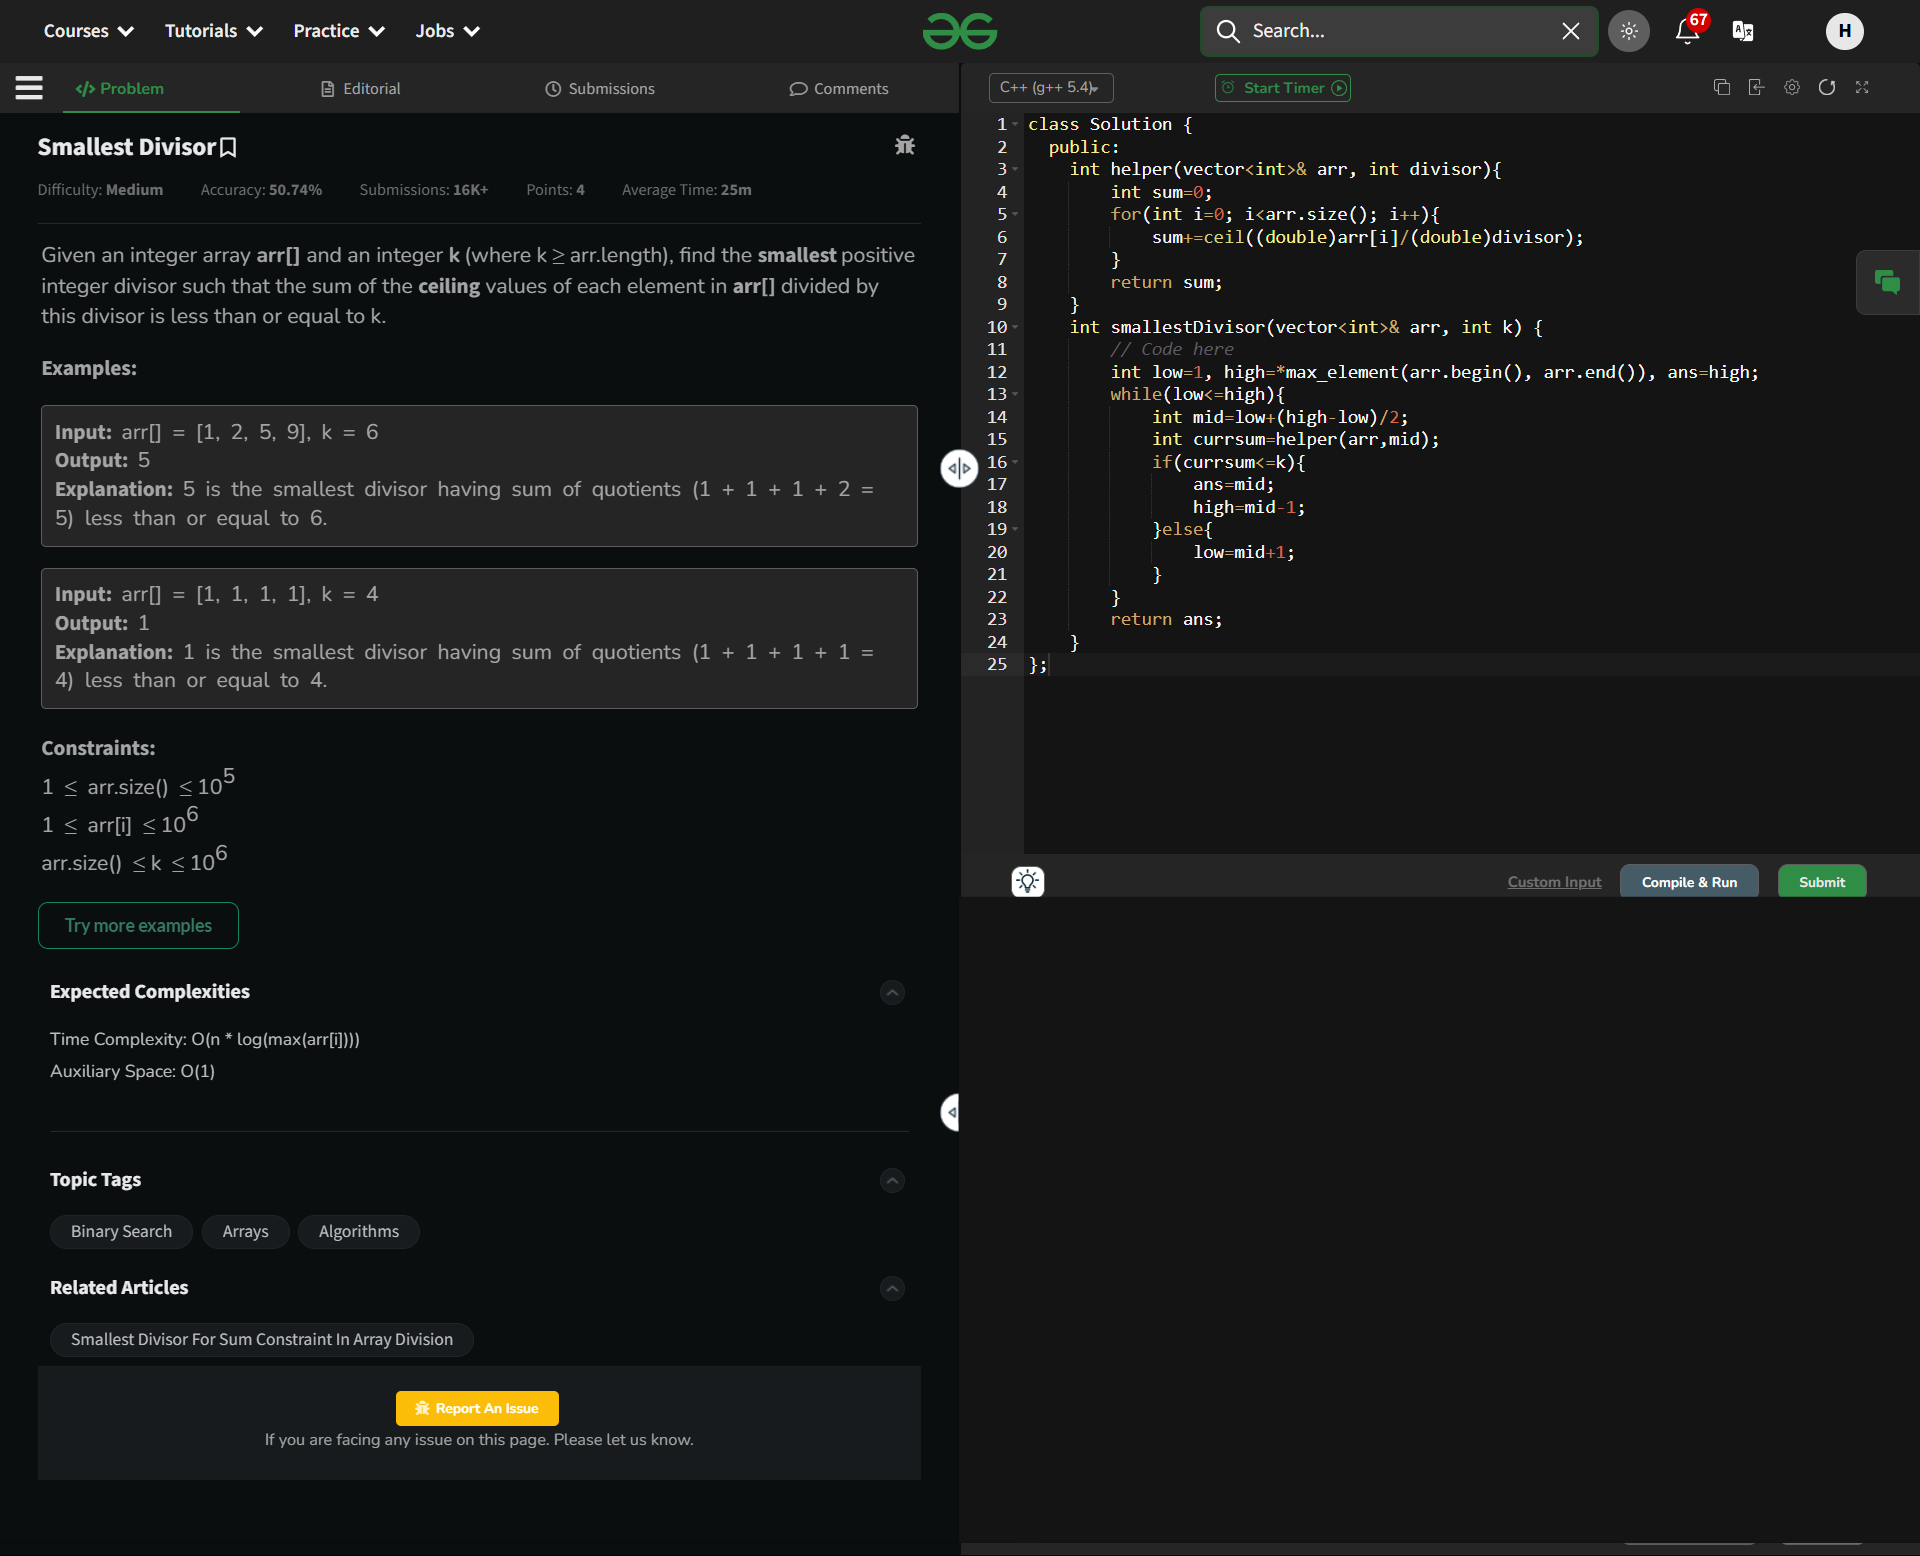 Courses Tutorials Practice Jobs
Search... 67 H
Problem Editorial Submissions Comments
Smallest Divisor
Difficulty: Medium Accuracy: 50.74% Submissions: 16K+ Points: 4 Average Time: 25m
Given an integer array arr[] and an integer k (where k ≥ arr.length), find the smallest positive
integer divisor such that the sum of the ceiling values of each element in arr[] divided by
this divisor is less than or equal to k.
Examples:
Input: arr[] = [1, 2, 5, 9], k = 6
Output: 5
Explanation: 5 is the smallest divisor having sum of quotients (1 + 1 + 1 + 2 =
5) less than or equal to 6.
Input: arr[] = [1, 1, 1, 1], k = 4
Output: 1
Explanation: 1 is the smallest divisor having sum of quotients (1 + 1 + 1 + 1 =
4) less than or equal to 4.
Constraints:
1 ≤ arr.size() ≤ 10^5
1 ≤ arr[i] ≤ 10^6
arr.size() ≤ k ≤ 10^6
Try more examples
Expected Complexities
Time Complexity: O(n * log(max(arr[i])))
Auxiliary Space: O(1)
Topic Tags
Binary Search Arrays Algorithms
Related Articles
Smallest Divisor For Sum Constraint In Array Division
Report An Issue
If you are facing any issue on this page. Please let us know.
C++ (g++ 5.4) Start Timer
1 class Solution {
2   public:
3     int helper(vector<int>& arr, int divisor){
4         int sum=0;
5         for(int i=0; i<arr.size(); i++){
6             sum+=ceil((double)arr[i]/(double)divisor);
7         }
8         return sum;
9     }
10     int smallestDivisor(vector<int>& arr, int k) {
11         // Code here
12         int low=1, high=*max_element(arr.begin(), arr.end()), ans=high;
13         while(low<=high){
14             int mid=low+(high-low)/2;
15             int currsum=helper(arr,mid);
16             if(currsum<=k){
17                 ans=mid;
18                 high=mid-1;
19             }else{
20                 low=mid+1;
21             }
22         }
23         return ans;
24     }
25 };
Custom Input Compile & Run Submit